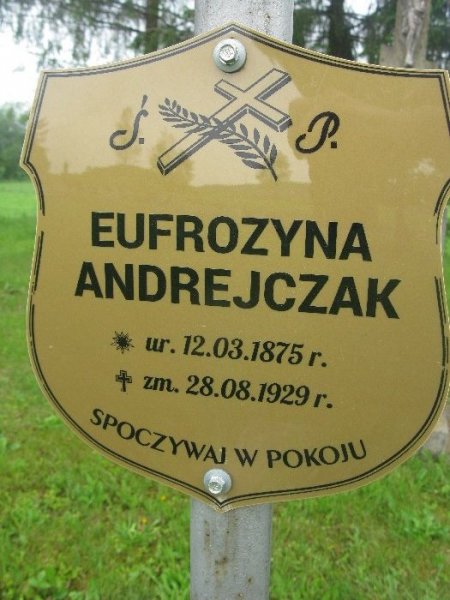 Ś. P.
EUFROZYNA
ANDREJCZAK
ur. 12.03.1875 r.
zm. 28.08.1929 r.
SPOCZYWAJ W POKOJU